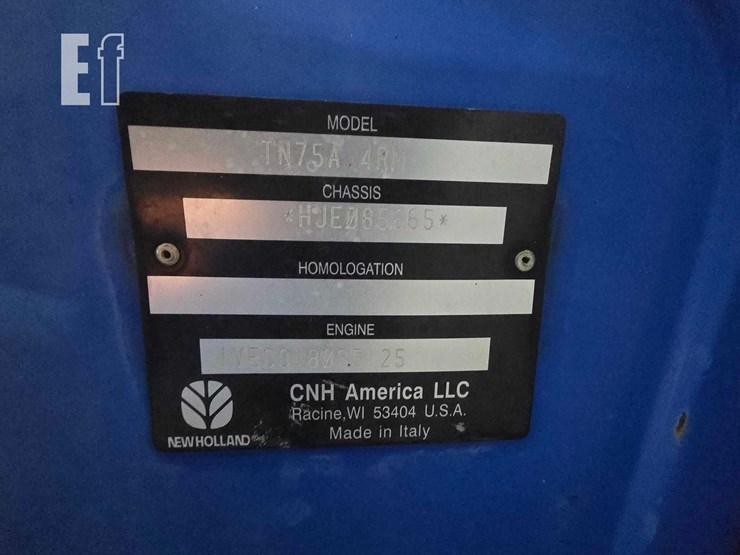 Ef
MODEL
TN75A 4RM
CHASSIS
HOMOLOGATION
ENGINE
CNH America LLC
Racine, WI 53404 U.S.A.
Made in Italy
NEW HOLLAND